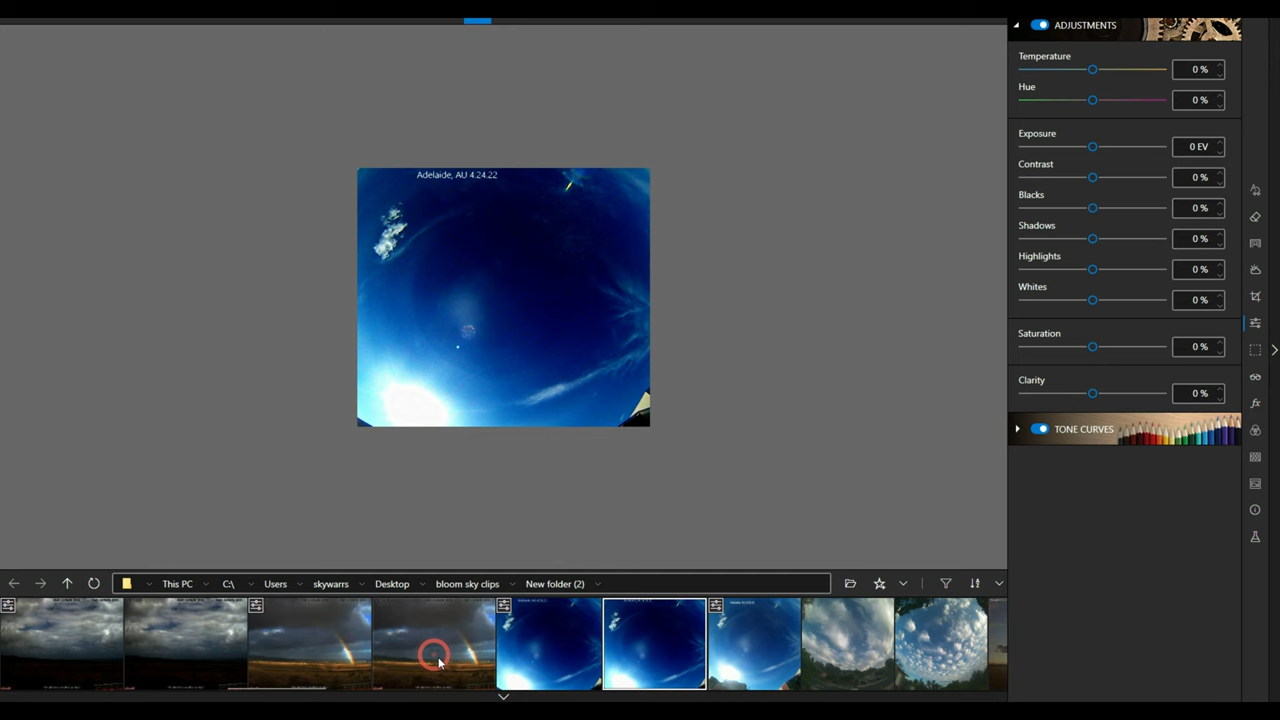 ADJUSTMENTS
Temperature
0 %
Hue
0 %
Adelaide, AU 4.24.22
Exposure
0 EV
Contrast
0 %
Blacks
0 %
Shadows
0 %
Highlights
0 %
Whites
0 %
Saturation
0 %
Clarity
0 %
TONE CURVES
This PC C:\ Users skywarrs Desktop bloom sky clips New folder (2)